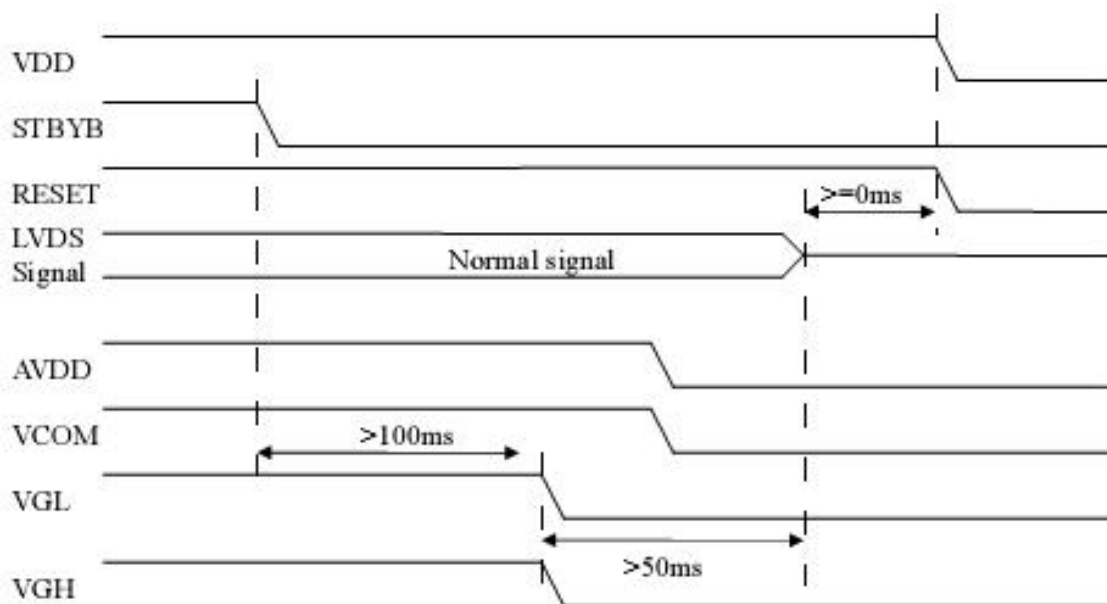 VDD
STBYB
RESET
>=0ms
LVDS
Signal
Normal signal
AVDD
VCOM
>100ms
VGL
>50ms
VGH